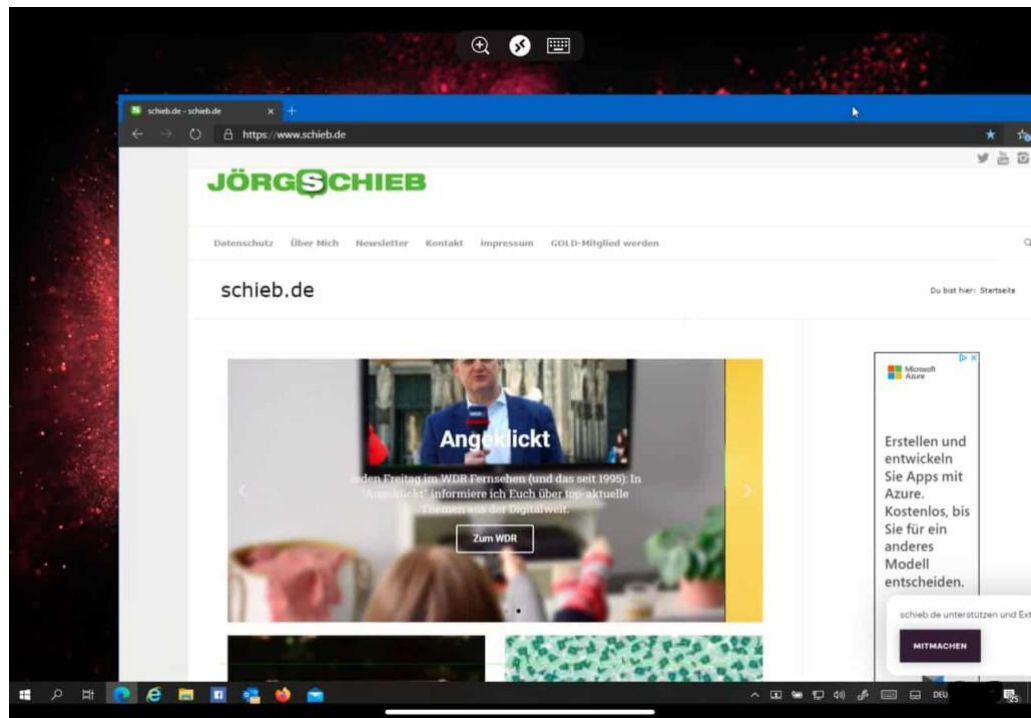 schieb.de - schieb.de
https://www.schieb.de
JÖRGSCHIEB
Datenschutz Über Mich Newsletter Kontakt impressum GOLD-Mitglied werden
schieb.de
Du bist hier: Startseite
Angeklickt
Jeden Freitag im WDR Fernsehen (und das seit 1995): In
"Angeklickt" informiere ich Euch über top-aktuelle
Themen aus der Digitalwelt.
Zum WDR
Microsoft
Azure
Erstellen und
entwickeln
Sie Apps mit
Azure.
Kostenlos, bis
Sie für ein
anderes
Modell
entscheiden.
schieb.de unterstützen und Ext
MITMACHEN
DEU
25